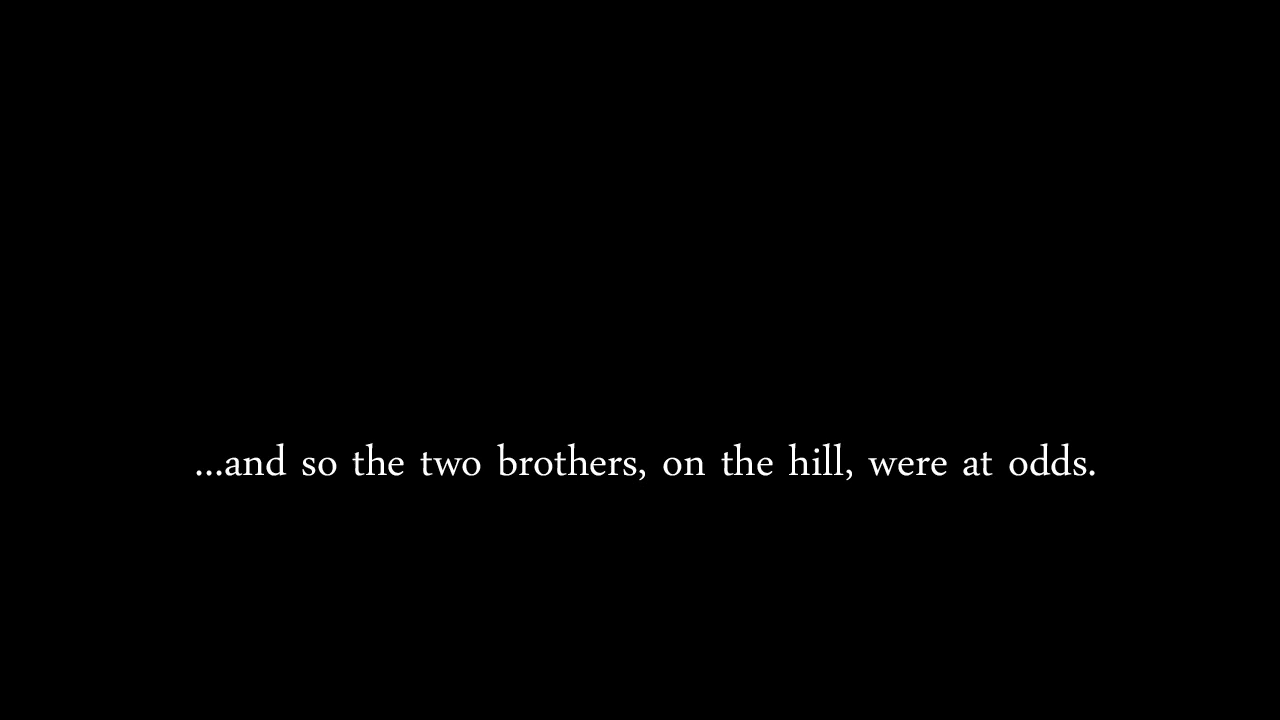 ...and so the two brothers, on the hill, were at odds.